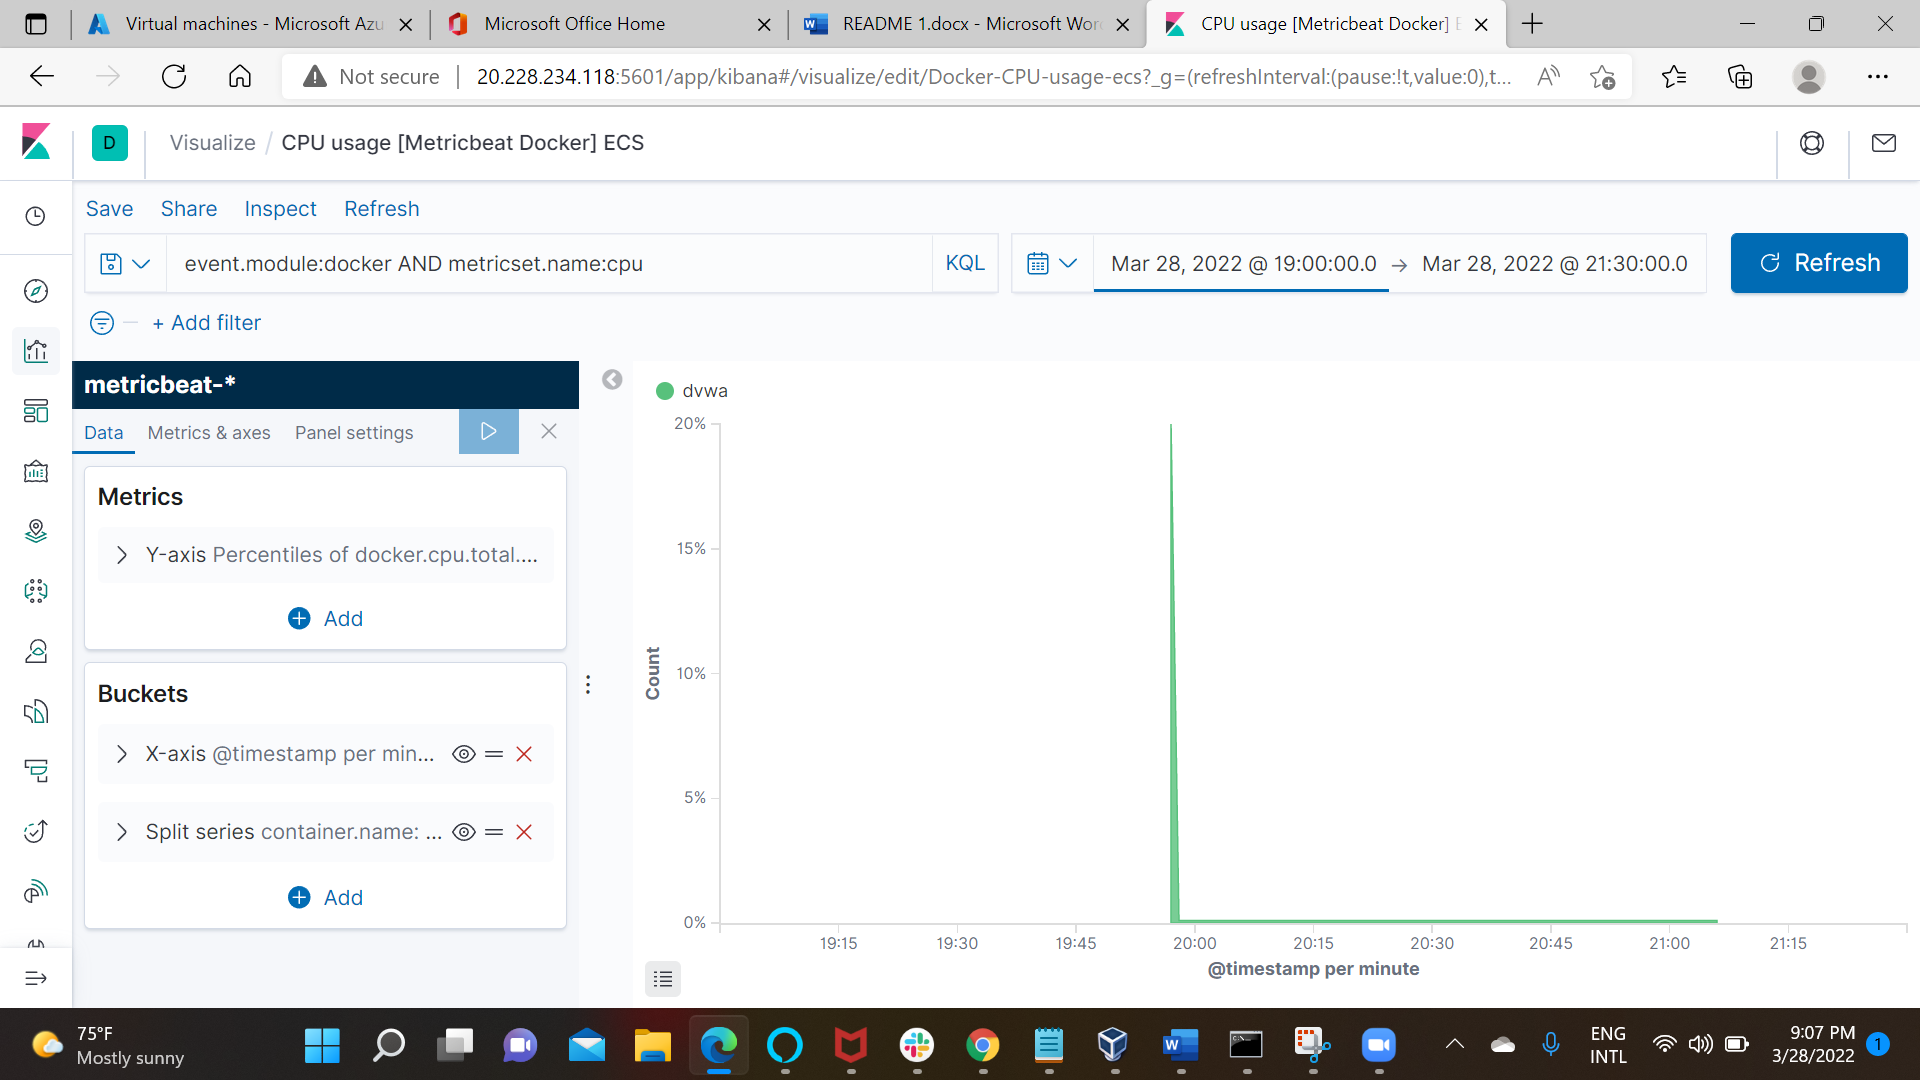 Virtual machines - Microsoft Azu
Microsoft Office Home
README 1.docx - Microsoft Wor
CPU usage [Metricbeat Docker] E
Not secure
20.228.234.118:5601/app/kibana#/visualize/edit/Docker-CPU-usage-ecs?_g=(refreshInterval:(pause:!t,value:0),t...
D
Visualize / CPU usage [Metricbeat Docker] ECS
Save Share Inspect Refresh
event.module:docker AND metricset.name:cpu
KQL
Mar 28, 2022 @ 19:00:00.0 → Mar 28, 2022 @ 21:30:00.0
Refresh
+ Add filter
metricbeat-*
Data Metrics & axes Panel settings
Metrics
Y-axis Percentiles of docker.cpu.total....
Add
Buckets
X-axis @timestamp per min...
Split series container.name: ...
Add
dvwa
20%
15%
10%
5%
0%
Count
19:15 19:30 19:45 20:00 20:15 20:30 20:45 21:00 21:15
@timestamp per minute
75°F
Mostly sunny
ENG
INTL
9:07 PM
3/28/2022
1